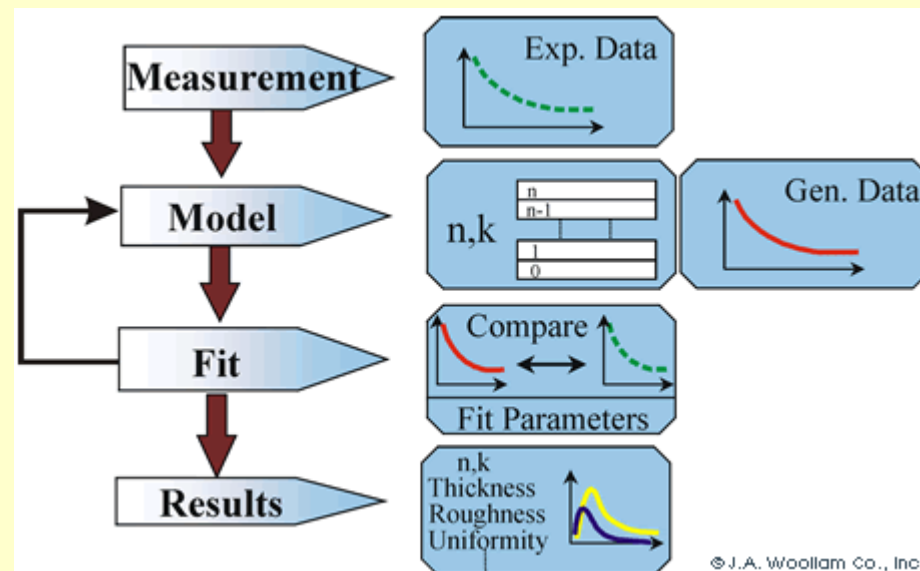 Measurement
Exp. Data
Model
n,k
n
n-1
1
0
Gen. Data
Fit
Compare
Fit Parameters
Results
n,k
Thickness
Roughness
Uniformity
© J.A. Woollam Co., Inc